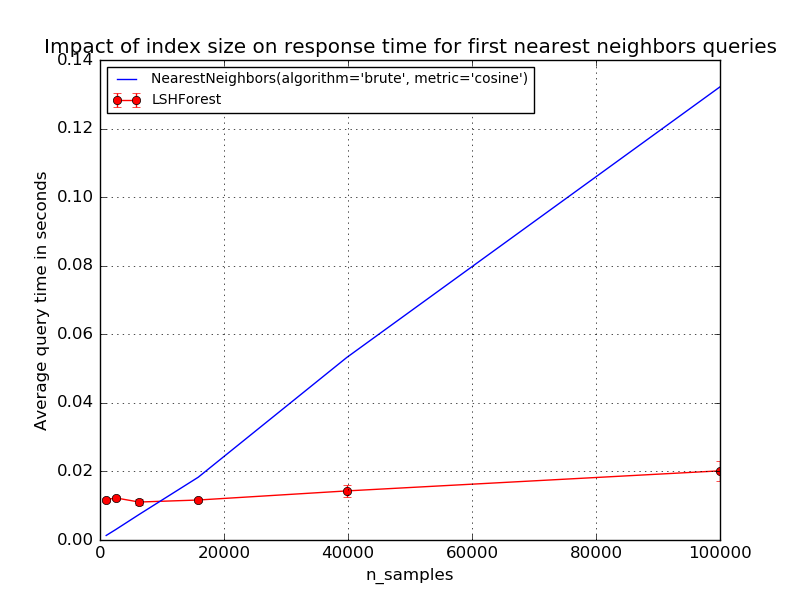 Impact of index size on response time for first nearest neighbors queries
NearestNeighbors(algorithm='brute', metric='cosine')
LSHForest
0.14
0.12
0.10
0.08
0.06
0.04
0.02
0.00
Average query time in seconds
0 20000 40000 60000 80000 100000
n_samples